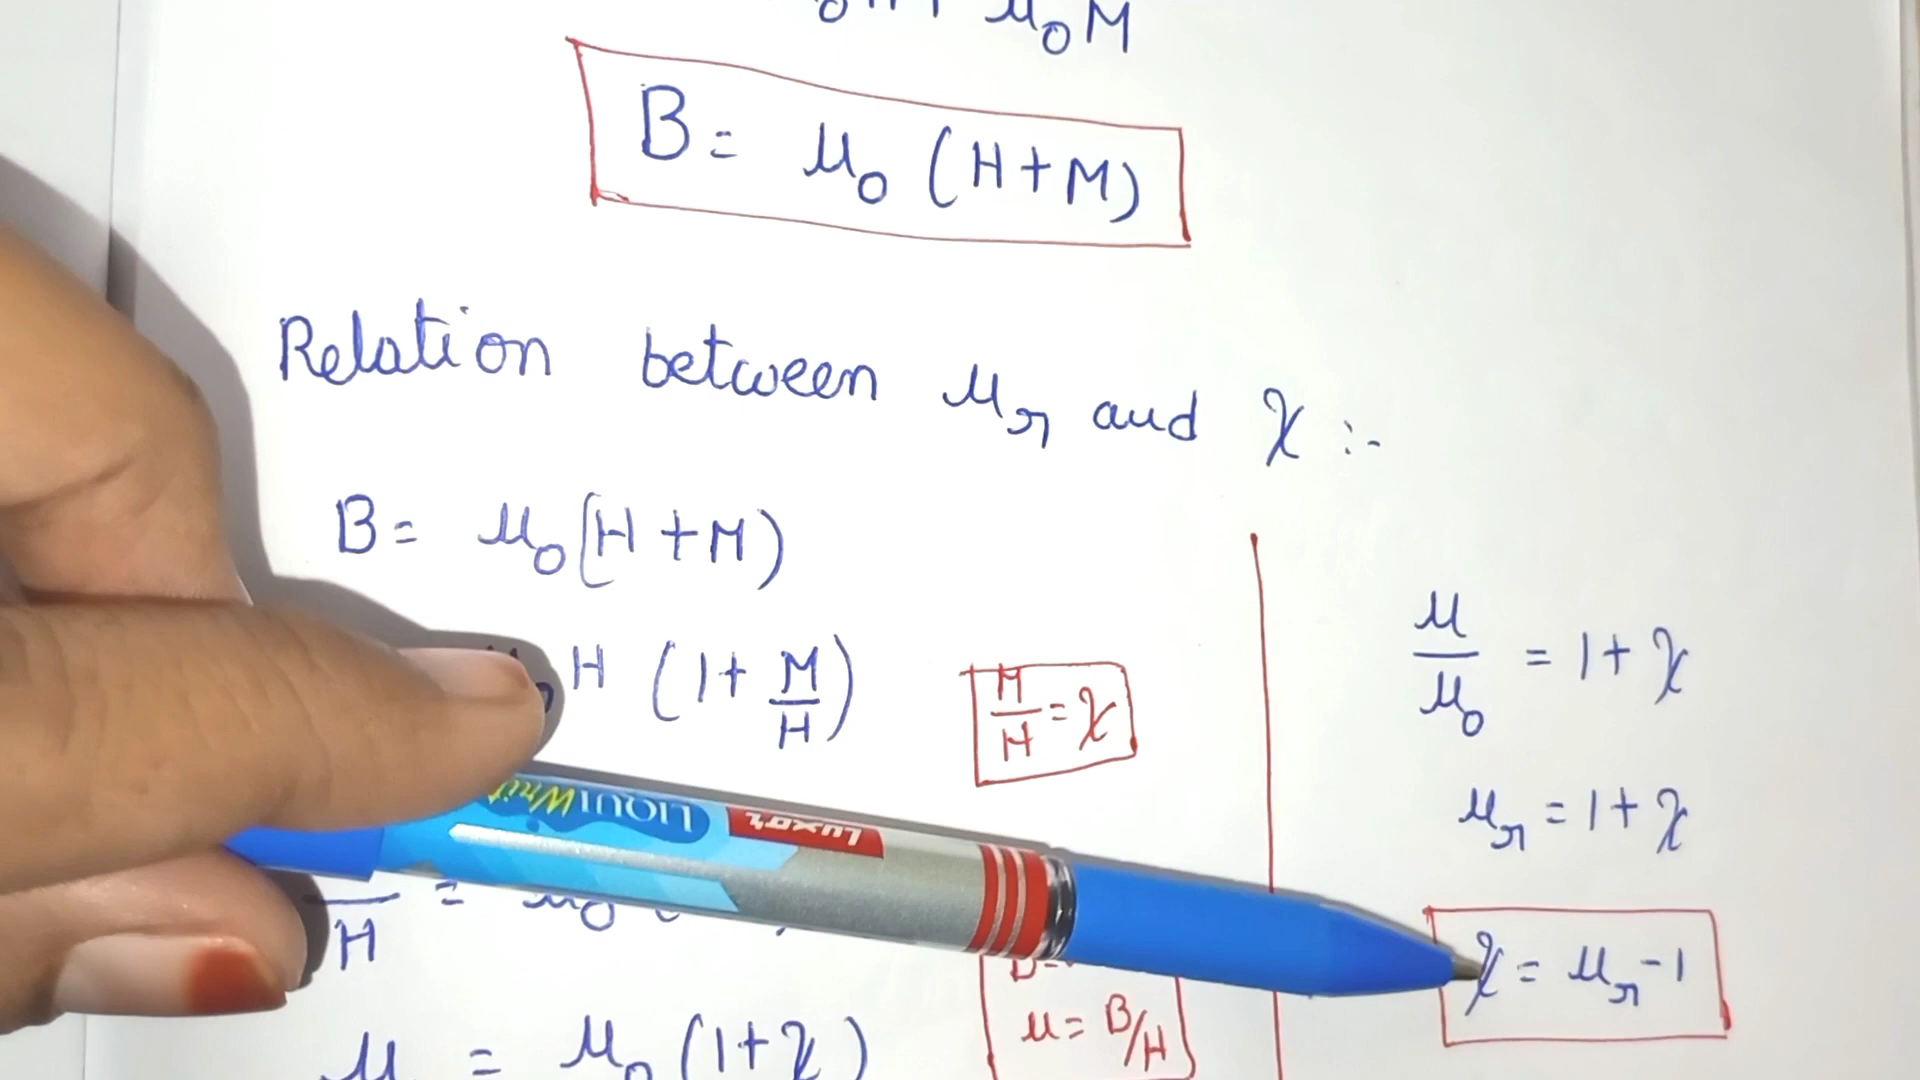 μ₀M
B = μ₀ (H+M)
Relation between μr and χ :-
B = μ₀(H+M)
H (1+ M/H)
M/H = χ
H =
μ = B/H
μ = μ₀ (1+χ)
μ/μ₀ = 1+χ
μr = 1+χ
χ = μr-1
LUXOR
LIQUIWrit